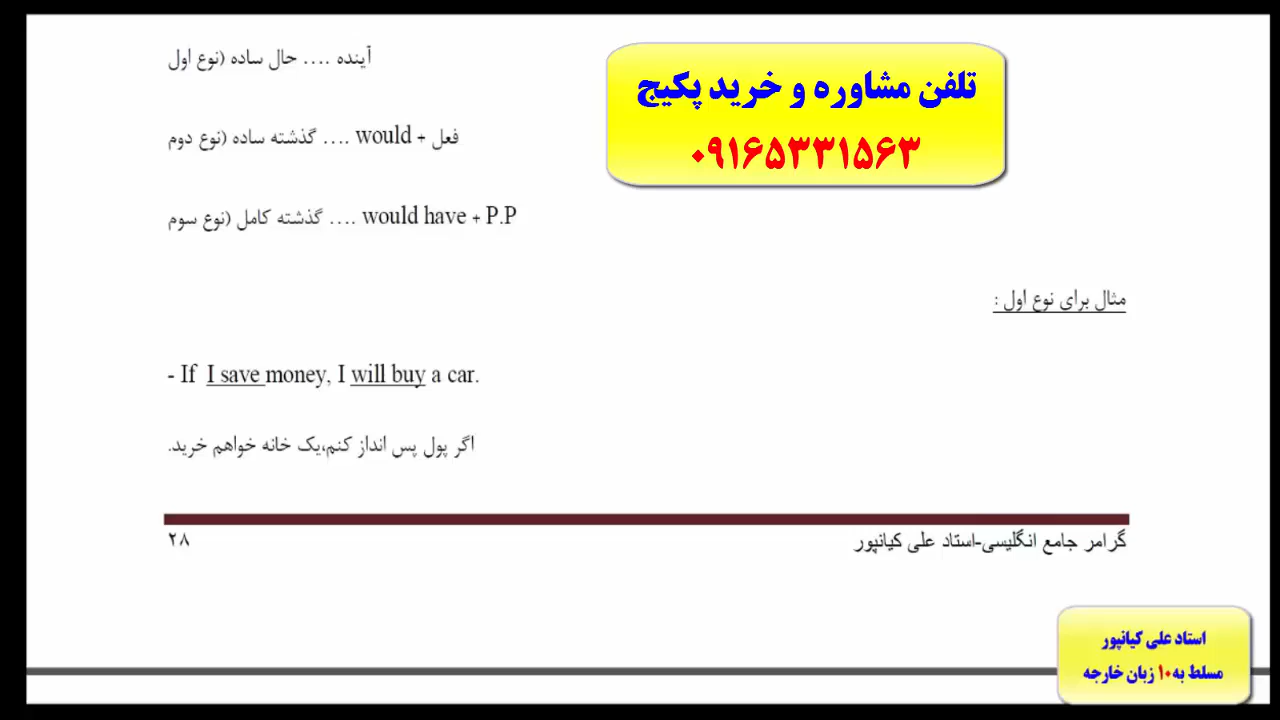 آینده .... حال ساده (نوع اول
تلفن مشاوره و خرید پکیج
۰۹۱۶۵۳۳۱۵۶۳
فعل + would .... گذشته ساده (نوع دوم
would have + P.P .... گذشته کامل (نوع سوم
مثال برای نوع اول :
- If I save money, I will buy a car.
اگر پول پس انداز کنم،یک خانه خواهم خرید.
گرامر جامع انگلیسی-استاد علی کیانپور
۲۸
استاد علی کیانپور
مسلط به۱۰ زبان خارجه